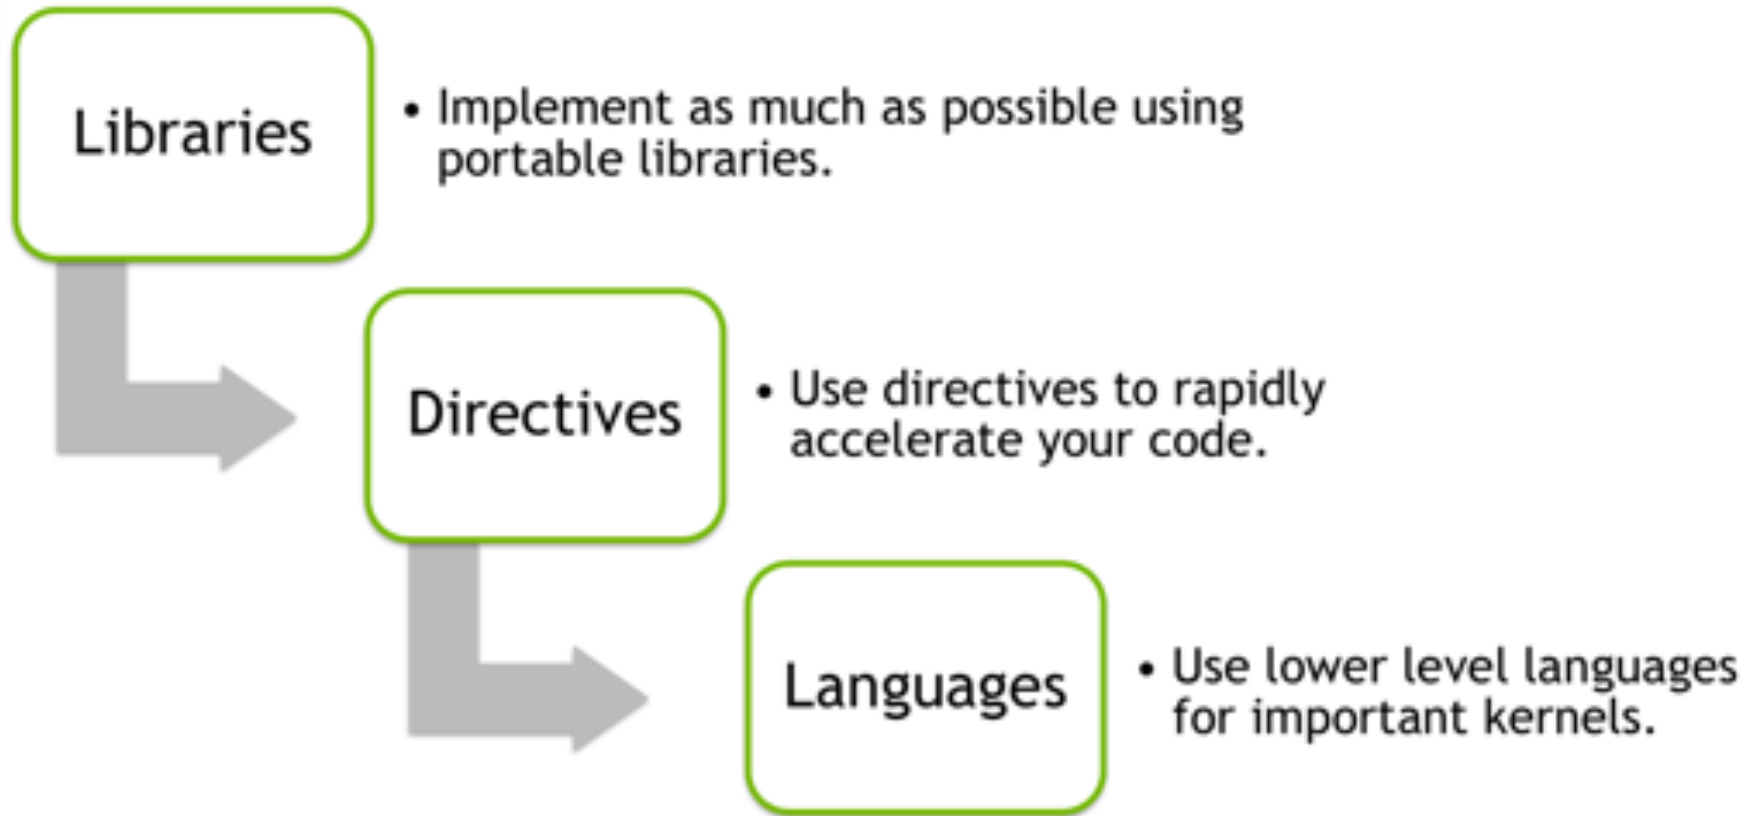 Libraries
• Implement as much as possible using
portable libraries.
Directives
• Use directives to rapidly
accelerate your code.
Languages
• Use lower level languages
for important kernels.